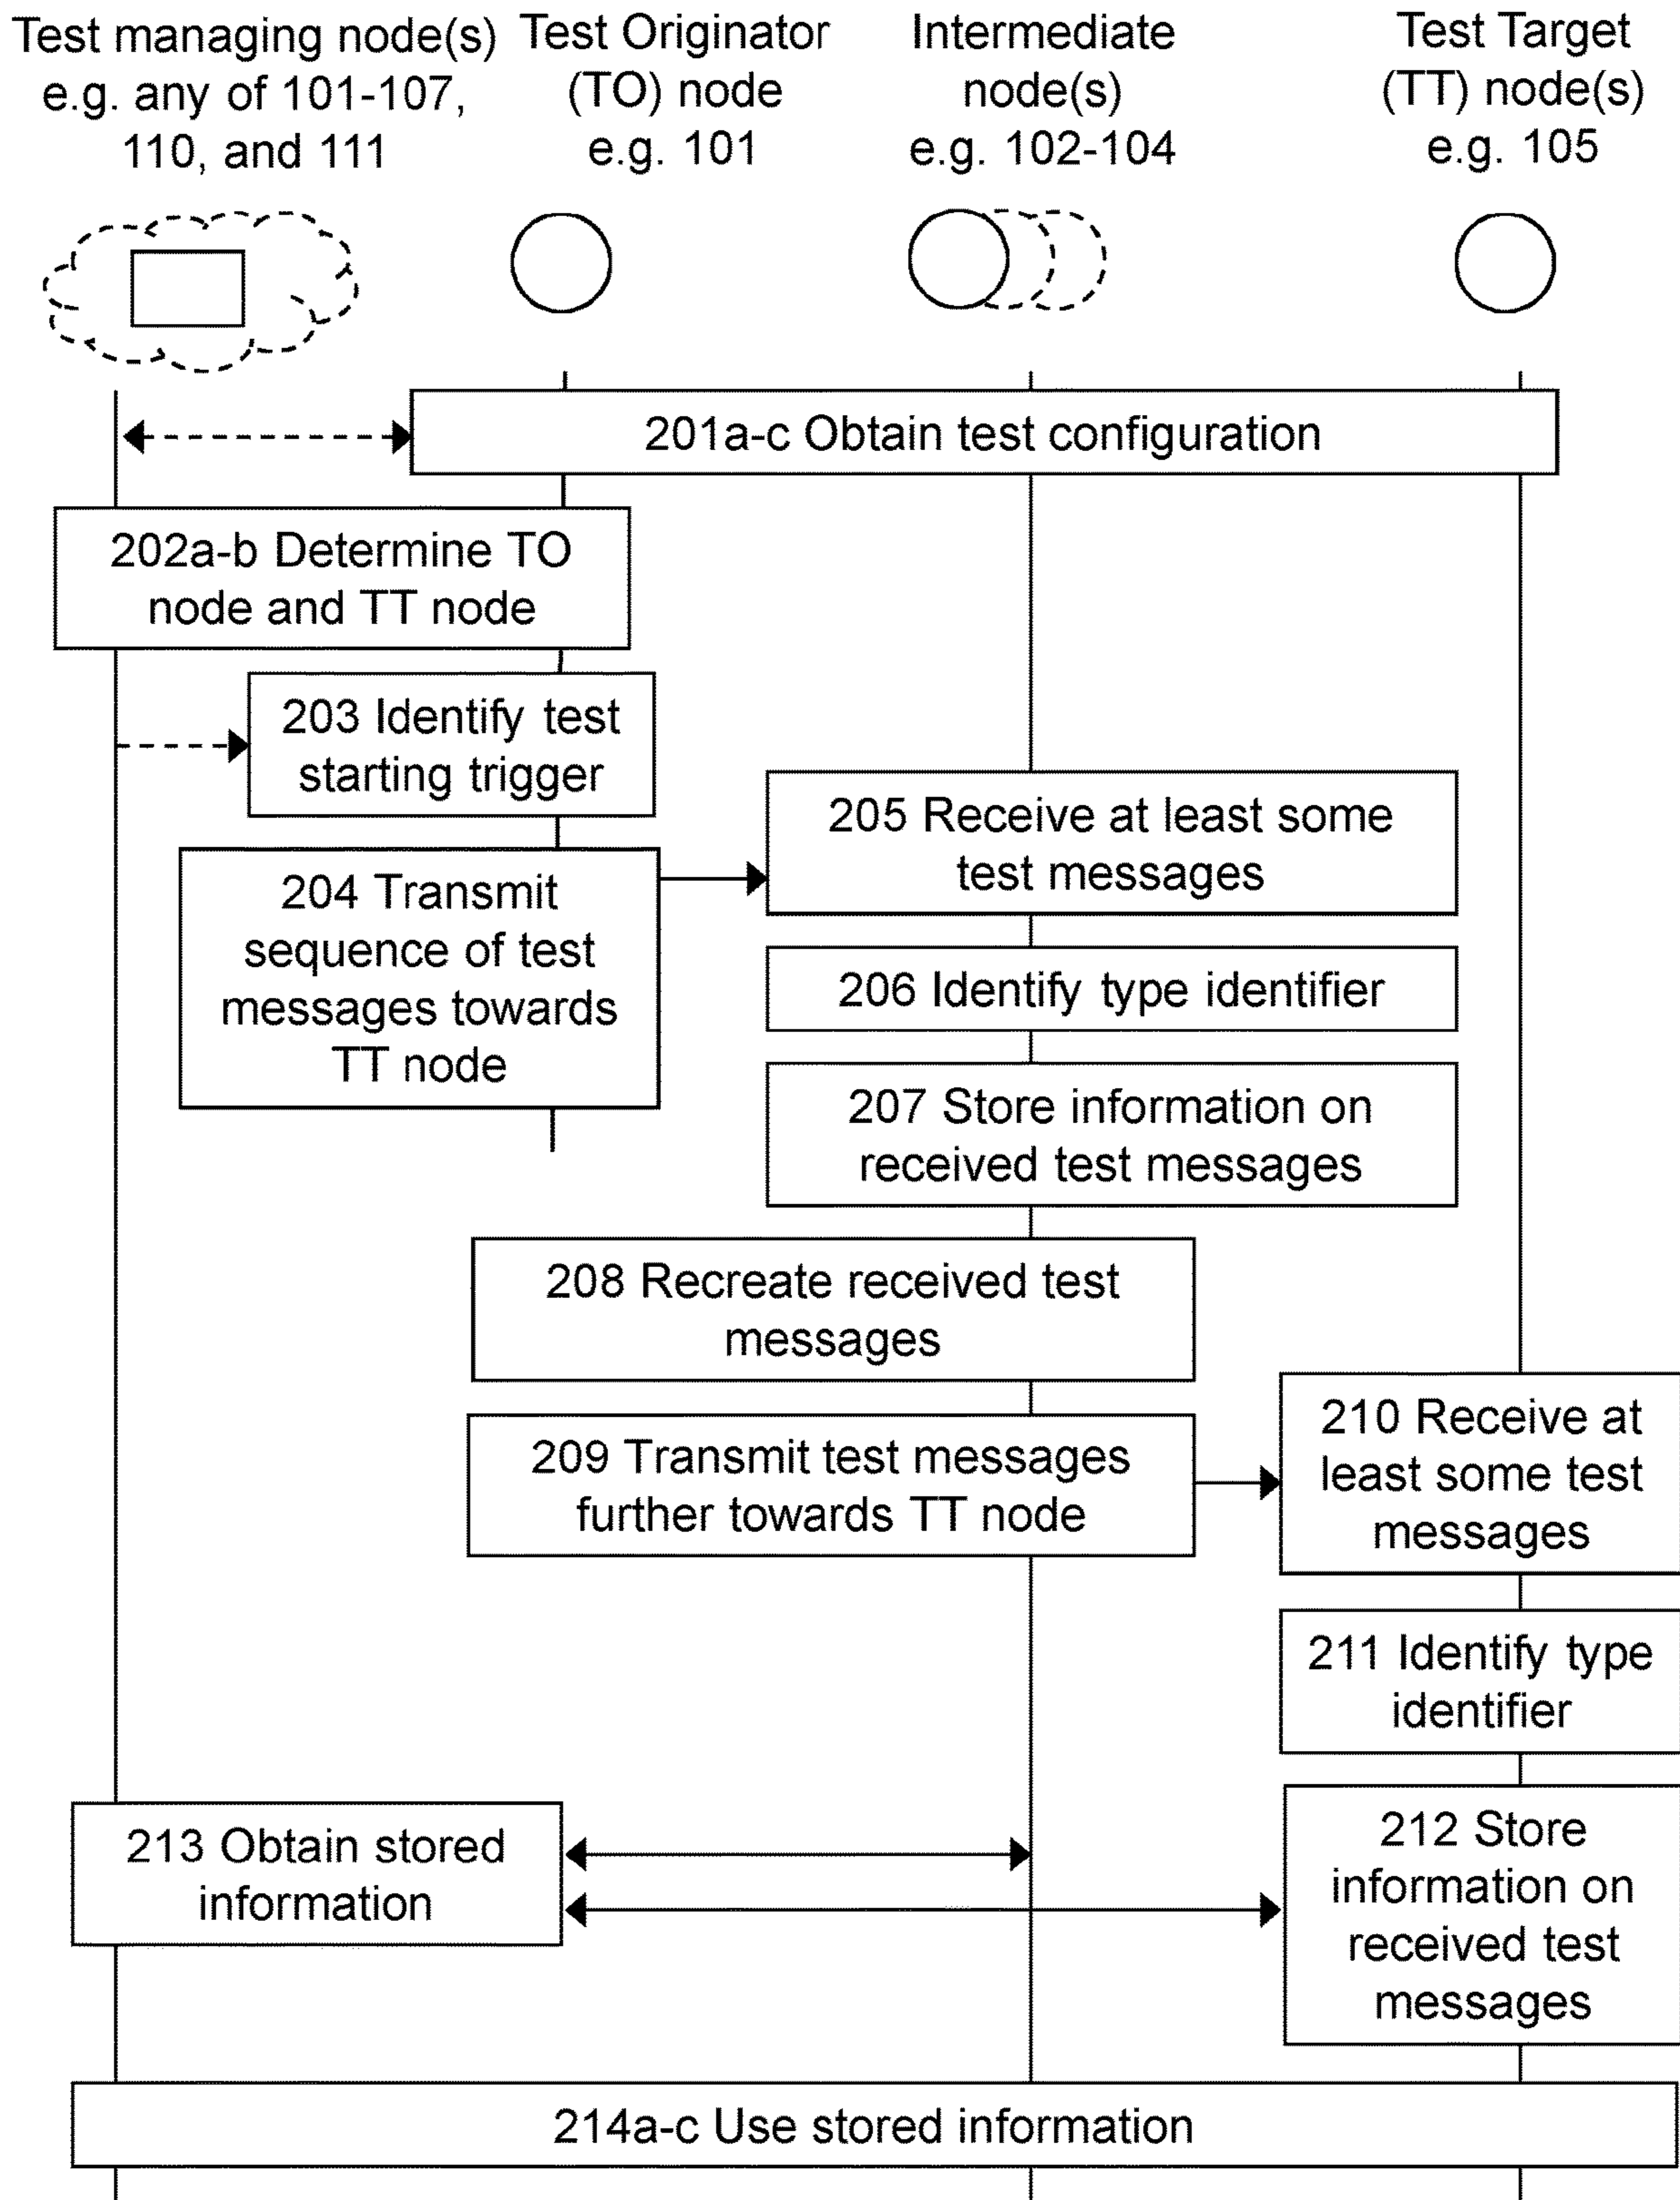 Test managing node(s)
e.g. any of 101-107,
110, and 111
Test Originator
(TO) node
e.g. 101
Intermediate
node(s)
e.g. 102-104
Test Target
(TT) node(s)
e.g. 105
201a-c Obtain test configuration
202a-b Determine TO
node and TT node
203 Identify test
starting trigger
204 Transmit
sequence of test
messages towards
TT node
205 Receive at least some
test messages
206 Identify type identifier
207 Store information on
received test messages
208 Recreate received test
messages
209 Transmit test messages
further towards TT node
210 Receive at
least some test
messages
211 Identify type
identifier
212 Store
information on
received test
messages
213 Obtain stored
information
214a-c Use stored information